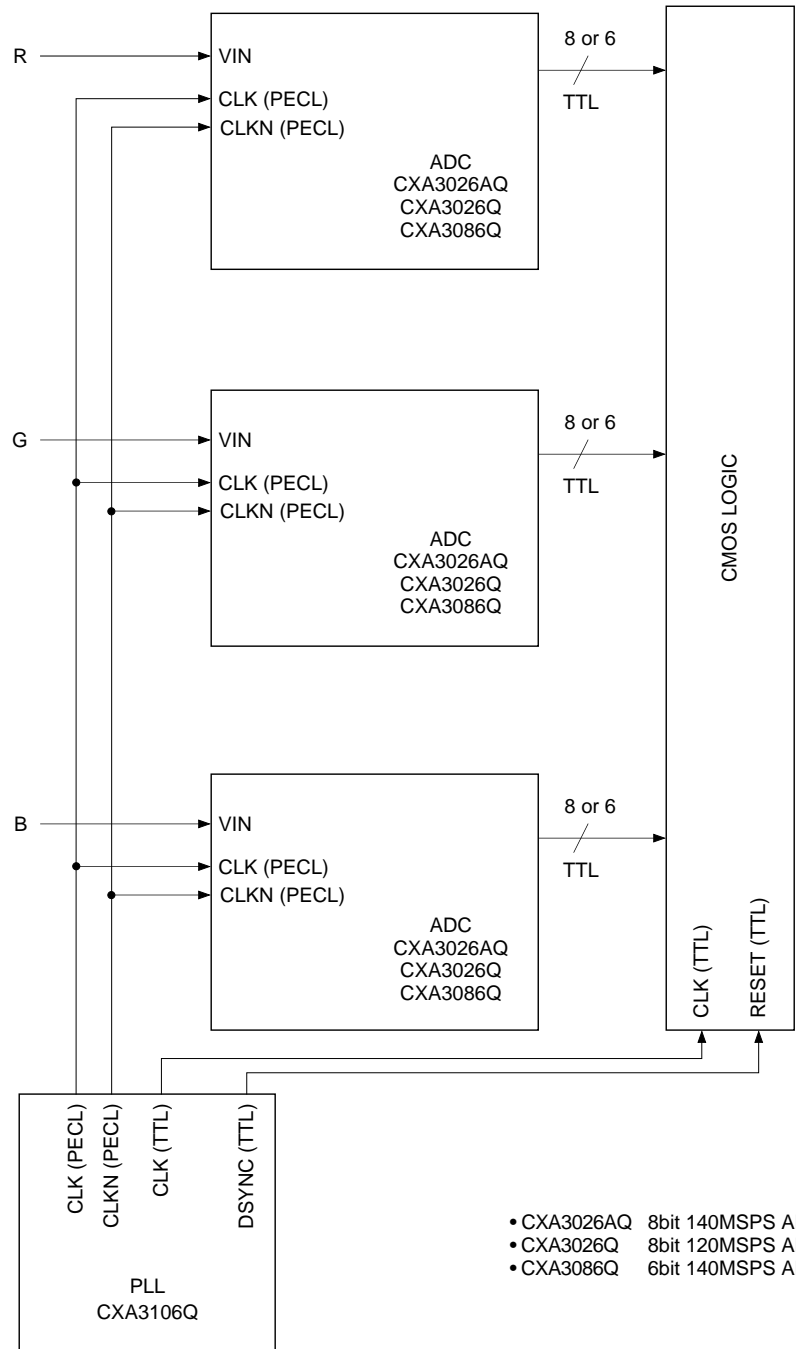 R
VIN
CLK (PECL)
CLKN (PECL)
ADC
CXA3026AQ
CXA3026Q
CXA3086Q
8 or 6
TTL
G
VIN
CLK (PECL)
CLKN (PECL)
ADC
CXA3026AQ
CXA3026Q
CXA3086Q
8 or 6
TTL
CMOS LOGIC
B
VIN
CLK (PECL)
CLKN (PECL)
ADC
CXA3026AQ
CXA3026Q
CXA3086Q
8 or 6
TTL
CLK (TTL)
RESET (TTL)
CLK (PECL)
CLKN (PECL)
CLK (TTL)
DSYNC (TTL)
PLL
CXA3106Q
• CXA3026AQ 8bit 140MSPS A
• CXA3026Q 8bit 120MSPS A
• CXA3086Q 6bit 140MSPS A